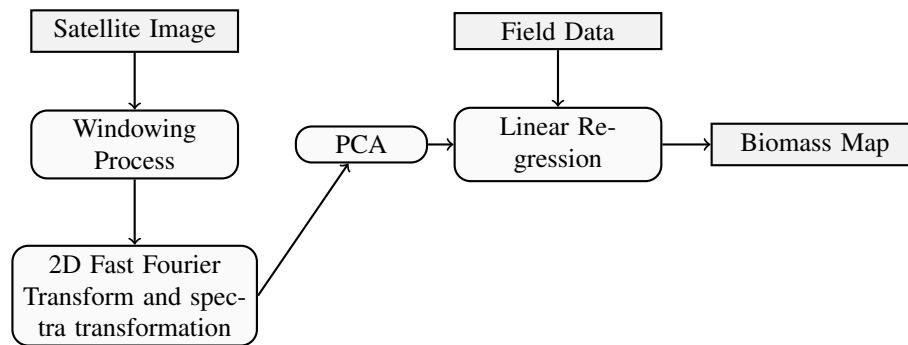 Satellite Image
Windowing
Process
2D Fast Fourier
Transform and spec-
tra transformation
PCA
Field Data
Linear Re-
gression
Biomass Map